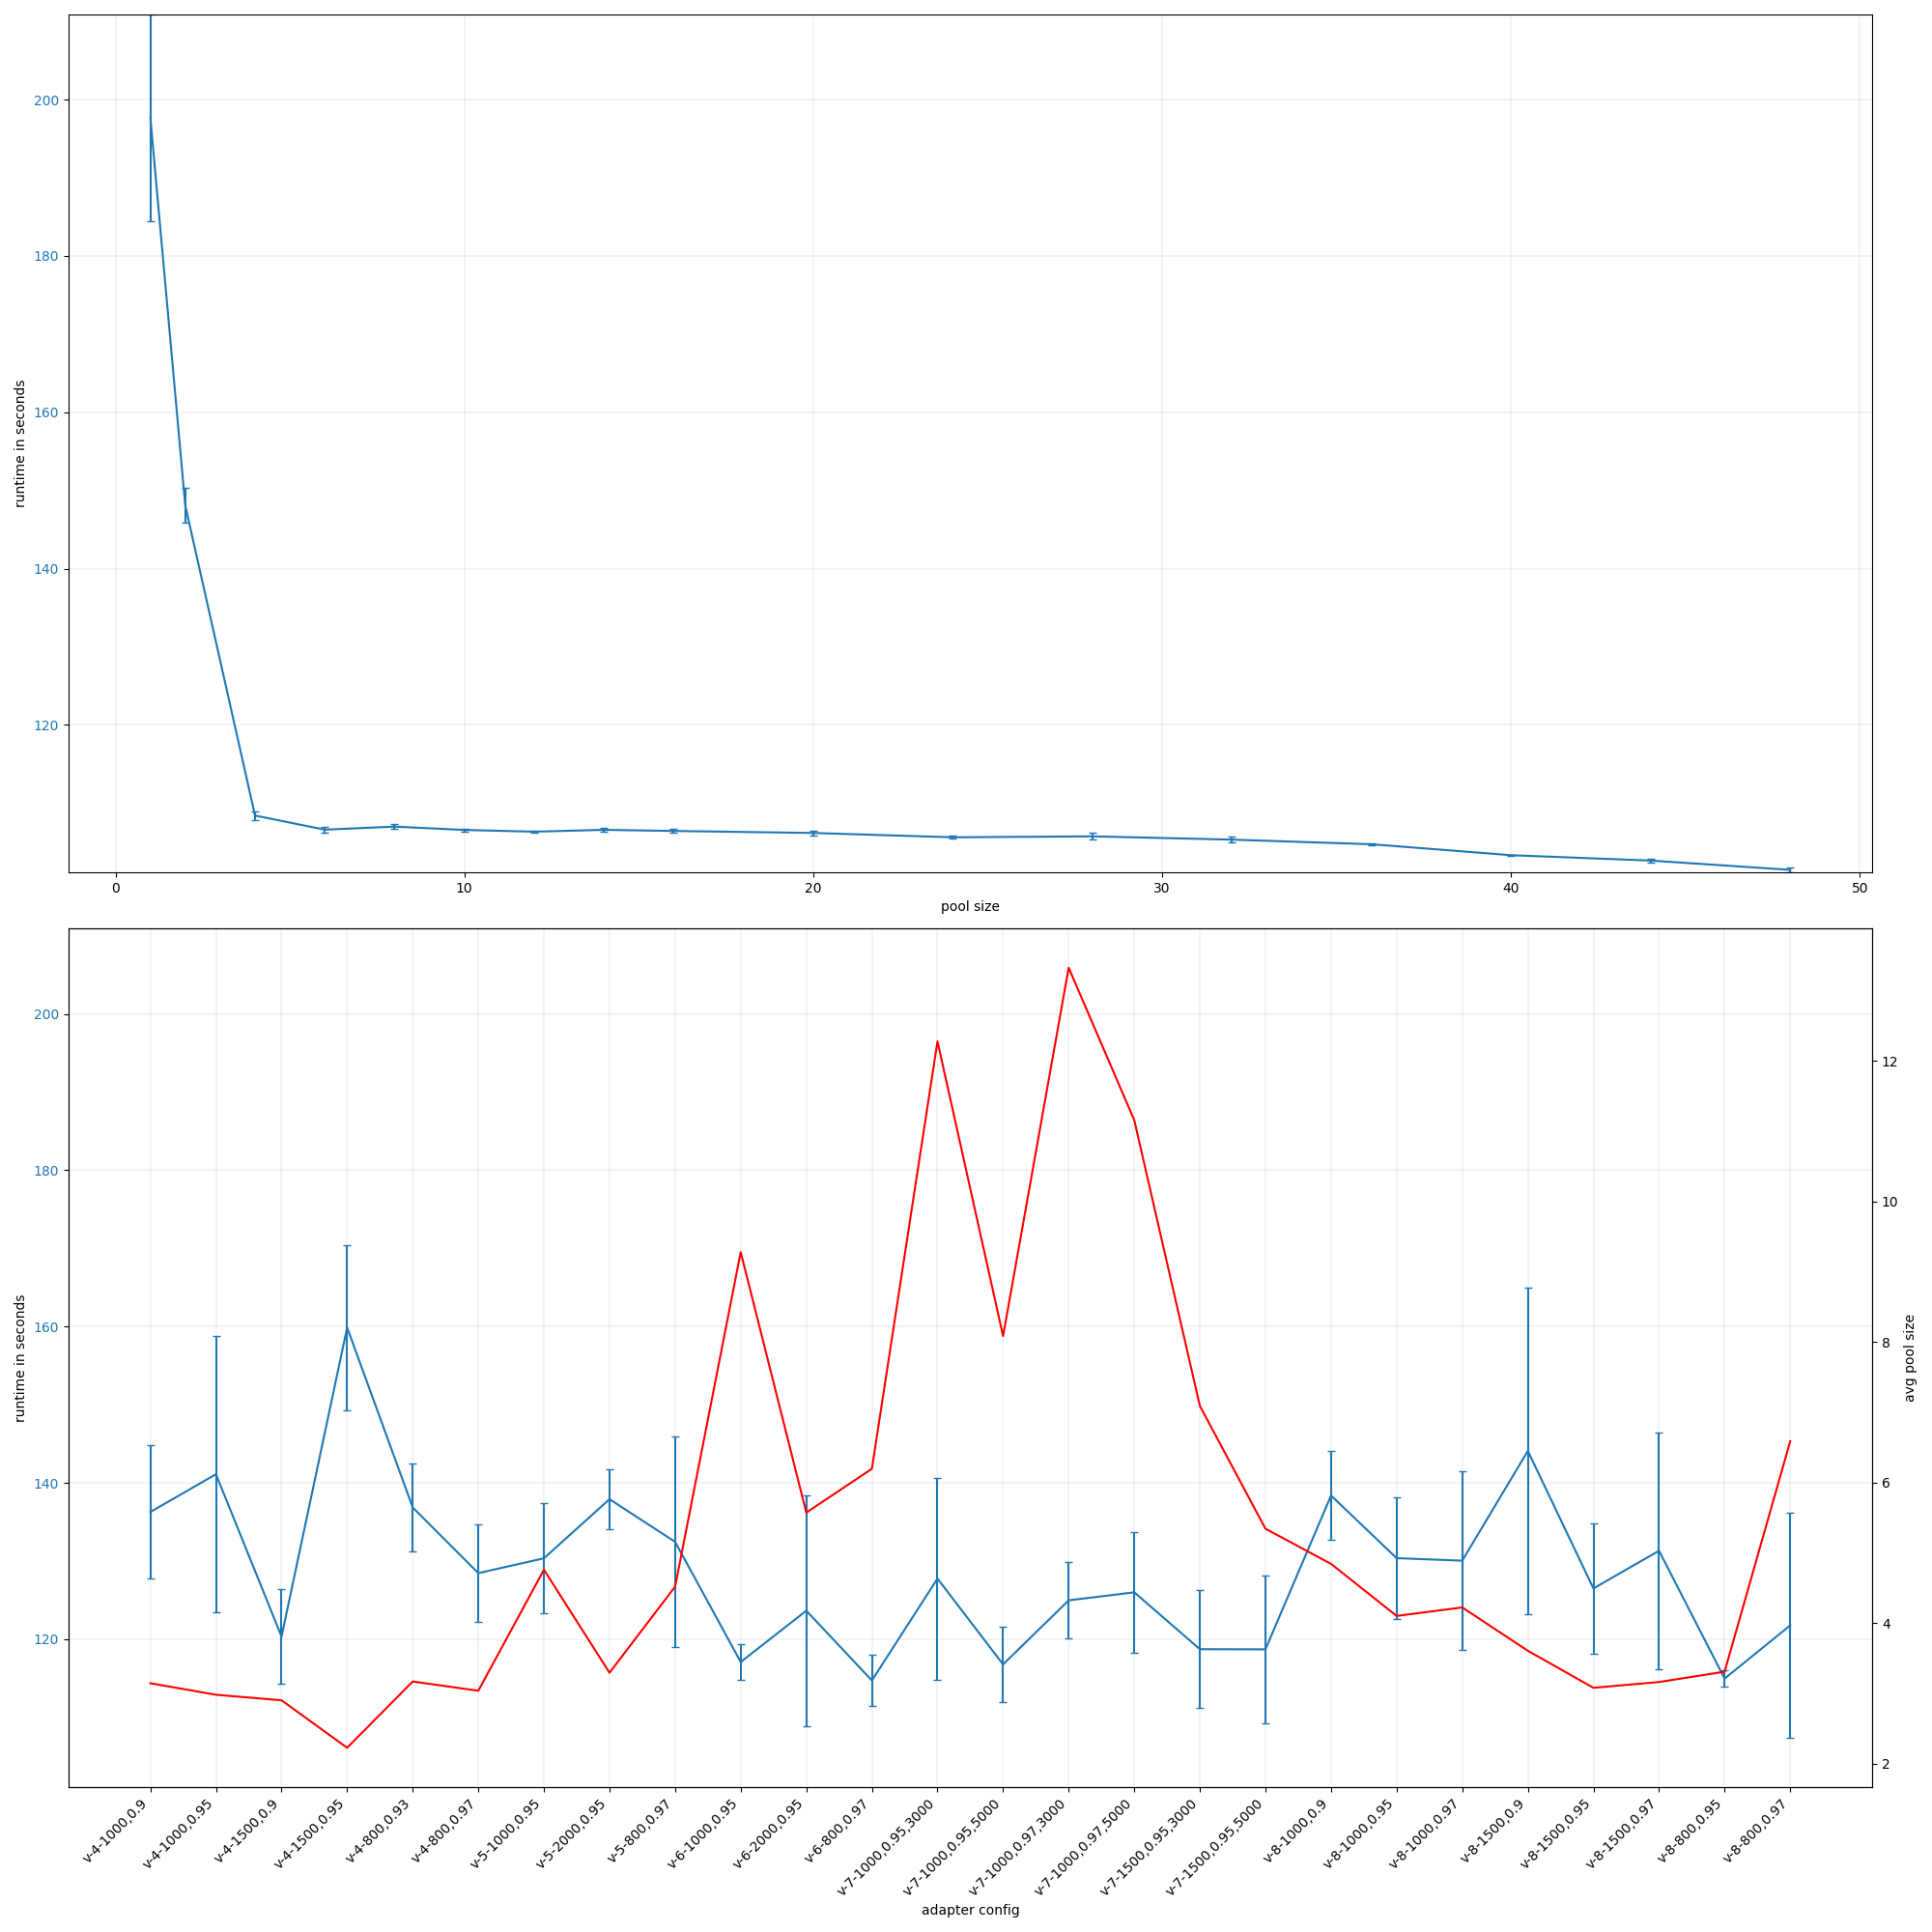 200
180
160
140
120
runtime in seconds
0 10 20 30 40 50
pool size
200
180
160
140
120
runtime in seconds
12
10
8
6
4
2
avg pool size
v-4-1000,0.9
v-4-1000,0.95
v-4-1500,0.9
v-4-1500,0.95
v-4-800,0.93
v-4-800,0.97
v-5-1000,0.95
v-5-2000,0.95
v-5-800,0.97
v-6-1000,0.95
v-6-2000,0.95
v-6-800,0.97
v-7-1000,0.95,3000
v-7-1000,0.95,5000
v-7-1000,0.97,3000
v-7-1000,0.97,5000
v-7-1500,0.95,3000
v-7-1500,0.95,5000
v-8-1000,0.9
v-8-1000,0.95
v-8-1000,0.97
v-8-1500,0.9
v-8-1500,0.95
v-8-1500,0.97
v-8-800,0.95
v-8-800,0.97
adapter config